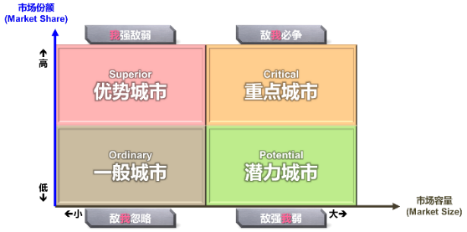 市场份额
(Market Share)
我强敌弱
敌我必争
高
Superior
优势城市
Critical
重点城市
Ordinary
一般城市
Potential
潜力城市
低
小
敌我忽略
敌强我弱
大
市场容量
(Market Size)